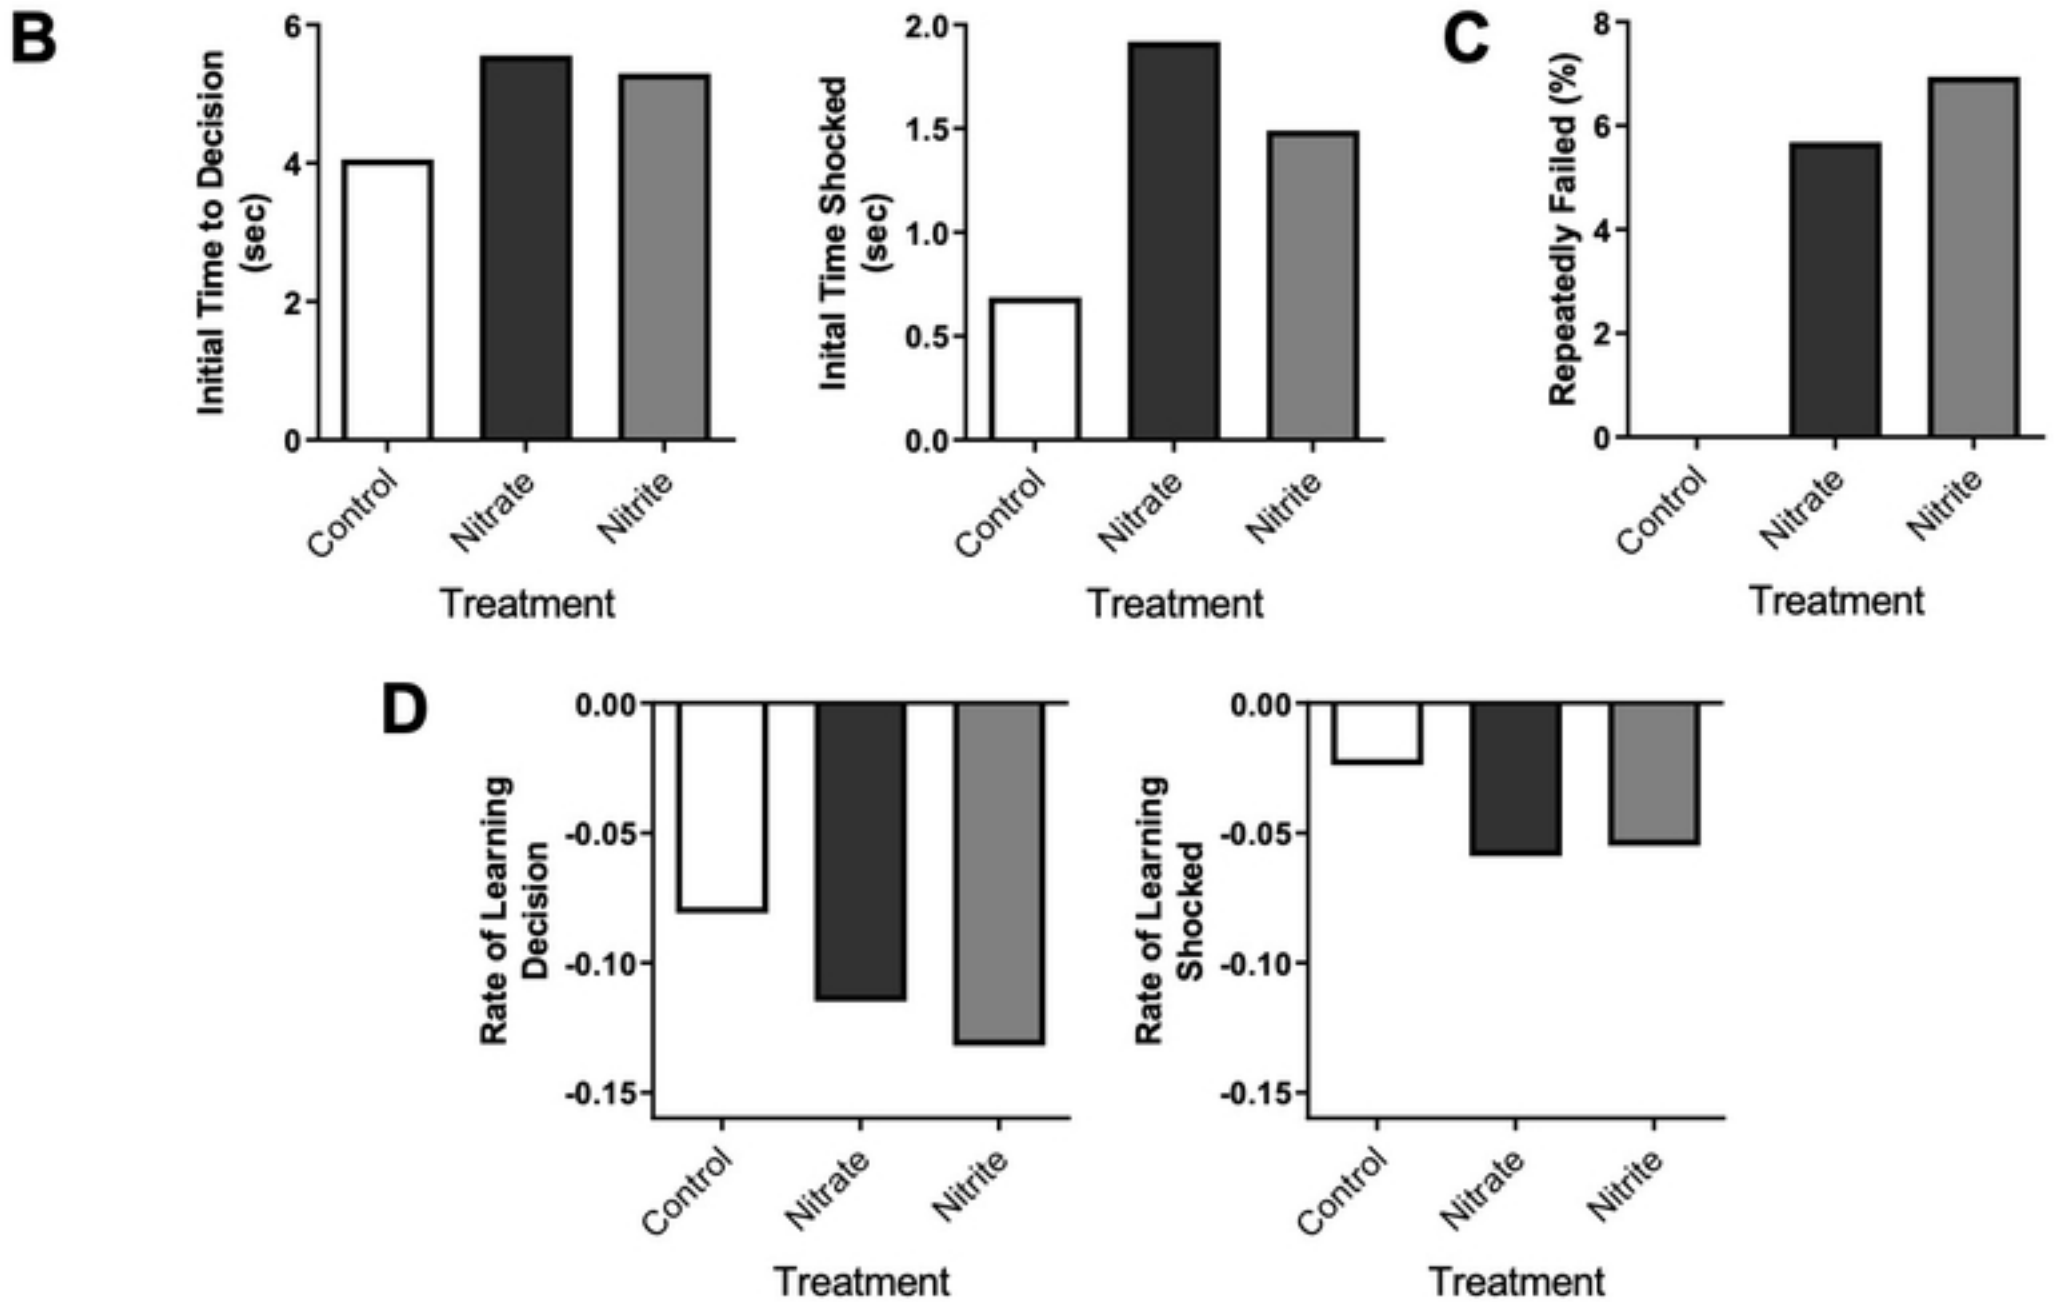 B
Initial Time to Decision
(sec)
6
4
2
0
Control
Nitrate
Nitrite
Treatment
Inital Time Shocked
(sec)
2.0
1.5
1.0
0.5
0.0
Control
Nitrate
Nitrite
Treatment
C
Repeatedly Failed (%)
8
6
4
2
0
Control
Nitrate
Nitrite
Treatment
D
Rate of Learning
Decision
0.00
-0.05
-0.10
-0.15
Control
Nitrate
Nitrite
Treatment
Rate of Learning
Shocked
0.00
-0.05
-0.10
-0.15
Control
Nitrate
Nitrite
Treatment